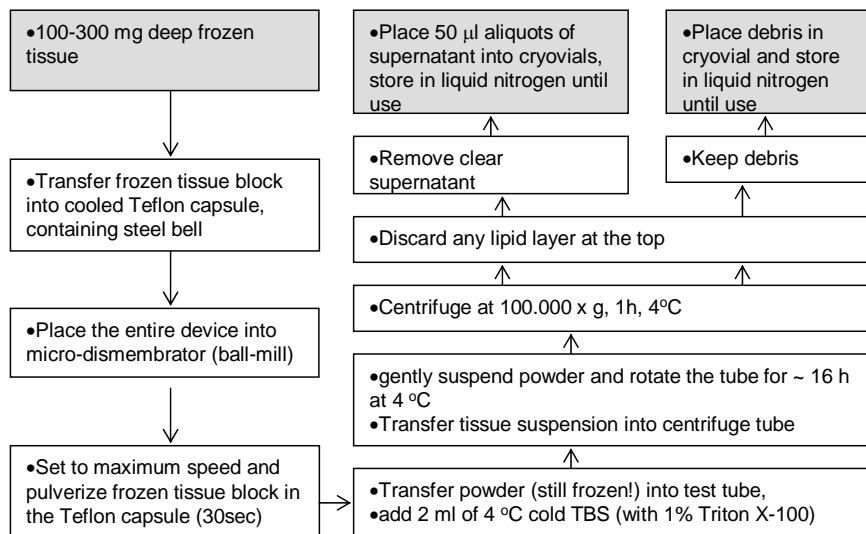 •100-300 mg deep frozen
tissue
•Transfer frozen tissue block
into cooled Teflon capsule,
containing steel bell
•Place the entire device into
micro-dismembrator (ball-mill)
•Set to maximum speed and
pulverize frozen tissue block in
the Teflon capsule (30sec)
•Transfer powder (still frozen!) into test tube,
•add 2 ml of 4 °C cold TBS (with 1% Triton X-100)
•gently suspend powder and rotate the tube for ~ 16 h
at 4 °C
•Transfer tissue suspension into centrifuge tube
•Centrifuge at 100.000 x g, 1h, 4°C
•Discard any lipid layer at the top
•Remove clear
supernatant
•Place 50 µl aliquots of
supernatant into cryovials,
store in liquid nitrogen until
use
•Keep debris
•Place debris in
cryovial and store
in liquid nitrogen
until use